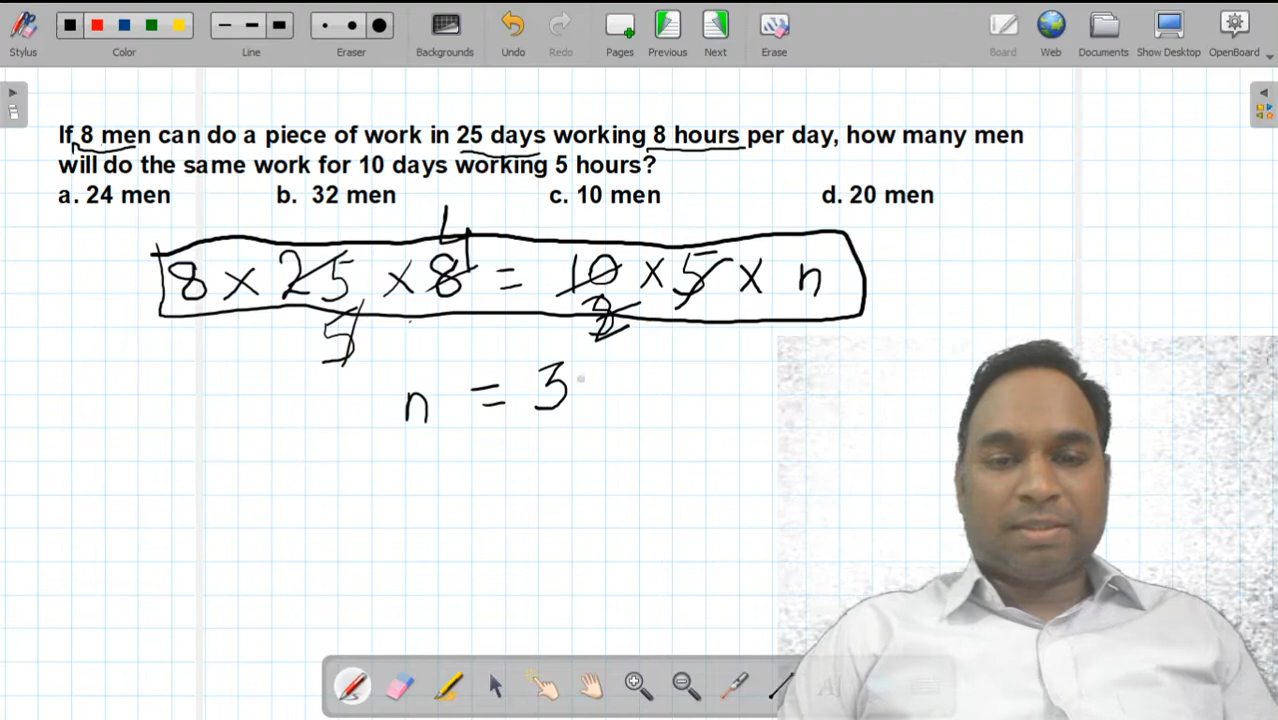 Stylus Color Line Eraser Backgrounds Undo Redo Pages Previous Next Erase Board Web Documents Show Desktop OpenBoard
If 8 men can do a piece of work in 25 days working 8 hours per day, how many men
will do the same work for 10 days working 5 hours?
a. 24 men b. 32 men c. 10 men d. 20 men
4
8 × 25 × 8 = 10 × 5 × n
5 2
n = 3